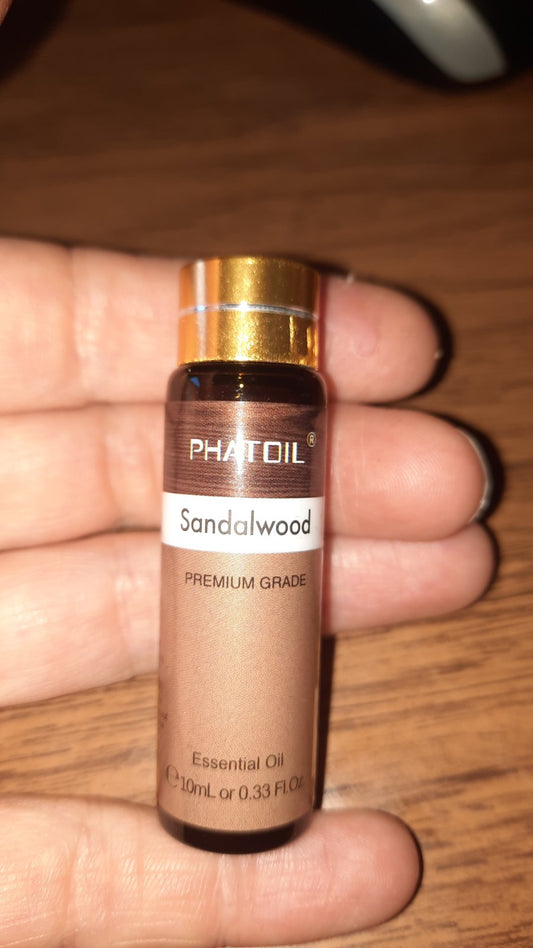 PHATOIL®
Sandalwood
PREMIUM GRADE
Essential Oil
℮10mL or 0.33 Fl.Oz